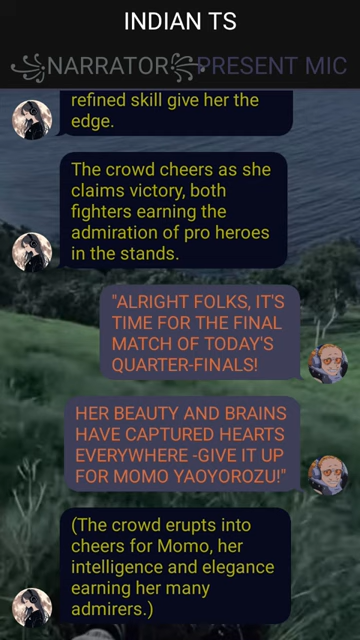 INDIAN TS
NARRATOR PRESENT MIC
refined skill give her the
edge.
The crowd cheers as she
claims victory, both
fighters earning the
admiration of pro heroes
in the stands.
"ALRIGHT FOLKS, IT'S
TIME FOR THE FINAL
MATCH OF TODAY'S
QUARTER-FINALS!
HER BEAUTY AND BRAINS
HAVE CAPTURED HEARTS
EVERYWHERE -GIVE IT UP
FOR MOMO YAOYOROZU!"
(The crowd erupts into
cheers for Momo, her
intelligence and elegance
earning her many
admirers.)